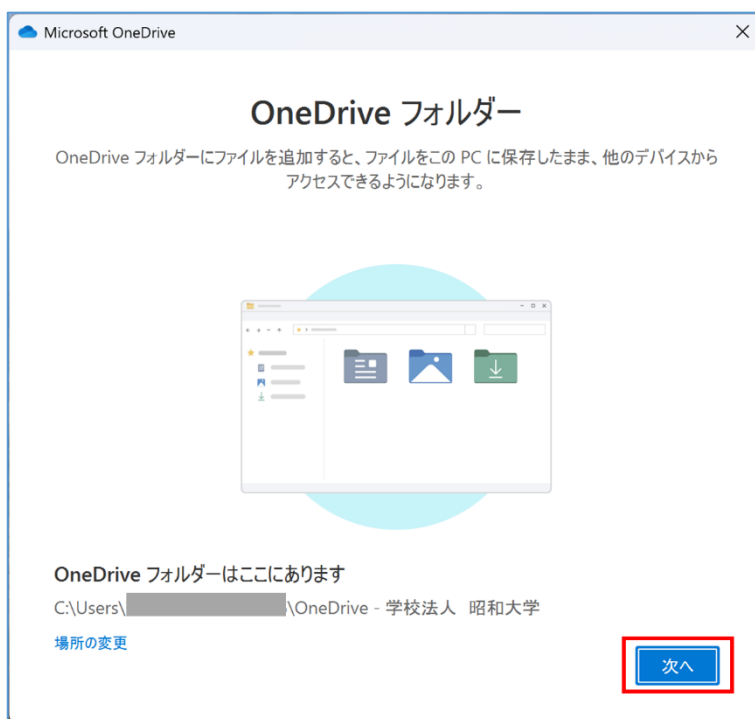 Microsoft OneDrive
OneDrive フォルダー
OneDrive フォルダーにファイルを追加すると、ファイルをこの PC に保存したまま、他のデバイスから
アクセスできるようになります。
OneDrive フォルダーはここにあります
C:\Users\ \OneDrive - 学校法人　昭和大学
場所の変更
次へ